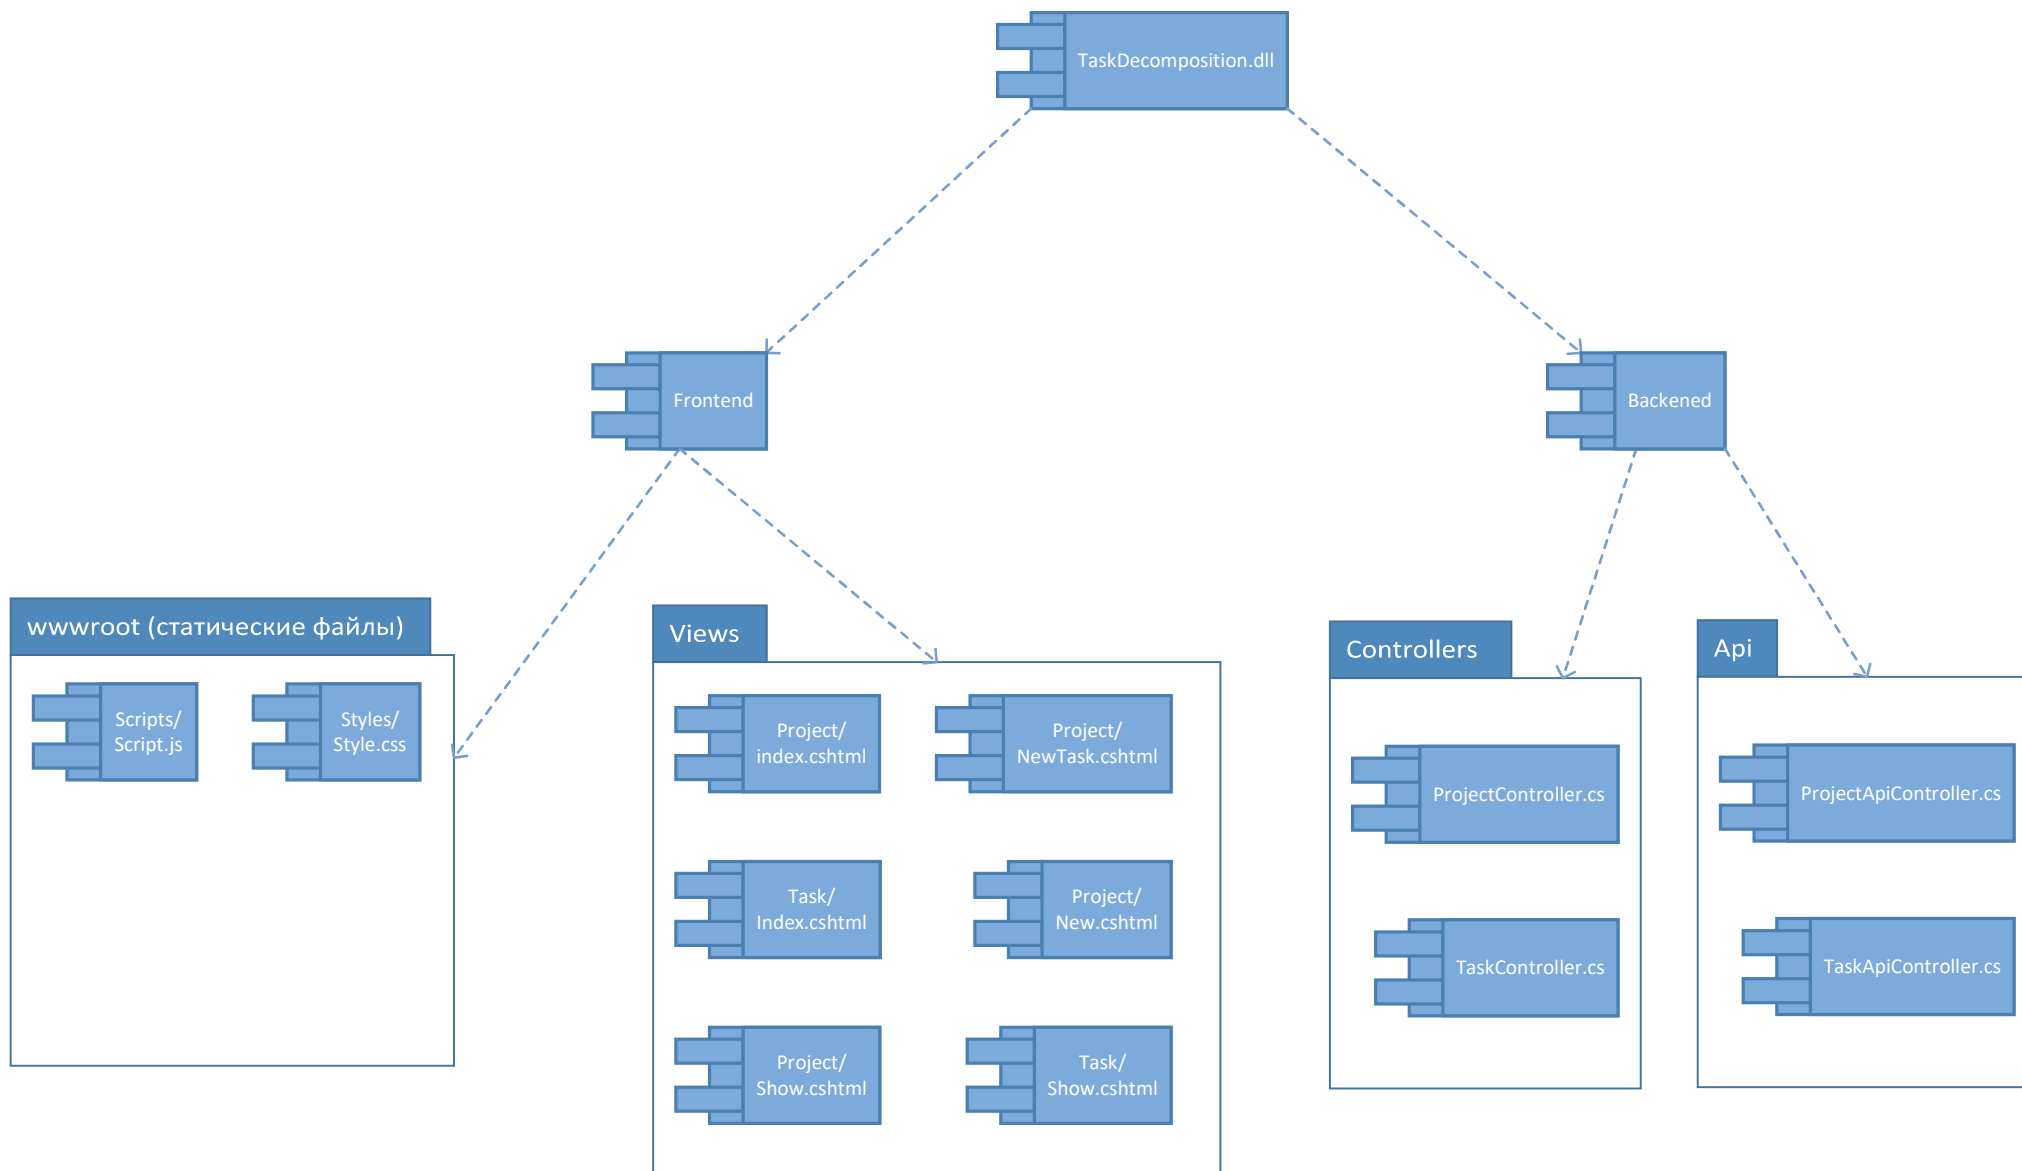 TaskDecomposition.dll
Frontend
Backened
wwwroot (статические файлы)
Scripts/
Script.js
Styles/
Style.css
Views
Project/
index.cshtml
Project/
NewTask.cshtml
Task/
Index.cshtml
Project/
New.cshtml
Project/
Show.cshtml
Task/
Show.cshtml
Controllers
ProjectController.cs
TaskController.cs
Api
ProjectApiController.cs
TaskApiController.cs